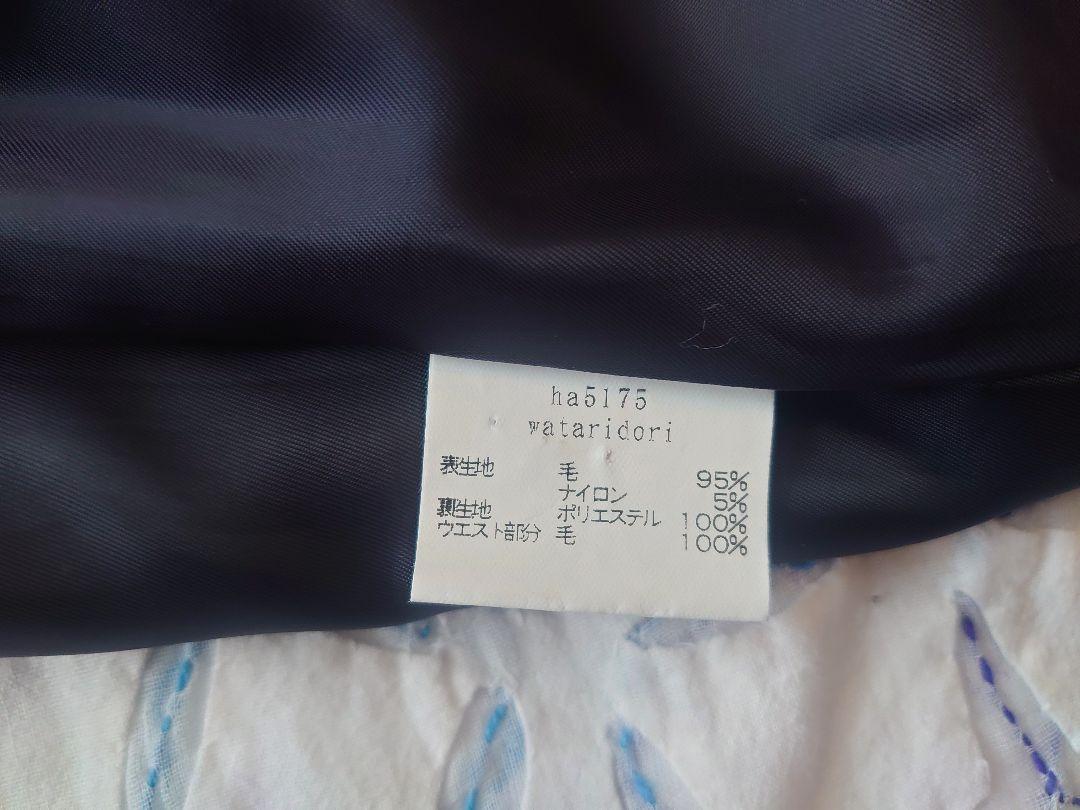 ha5175
wataridori
表生地 毛 95%
ナイロン 5%
裏生地 ポリエステル 100%
ウエスト部分 毛 100%